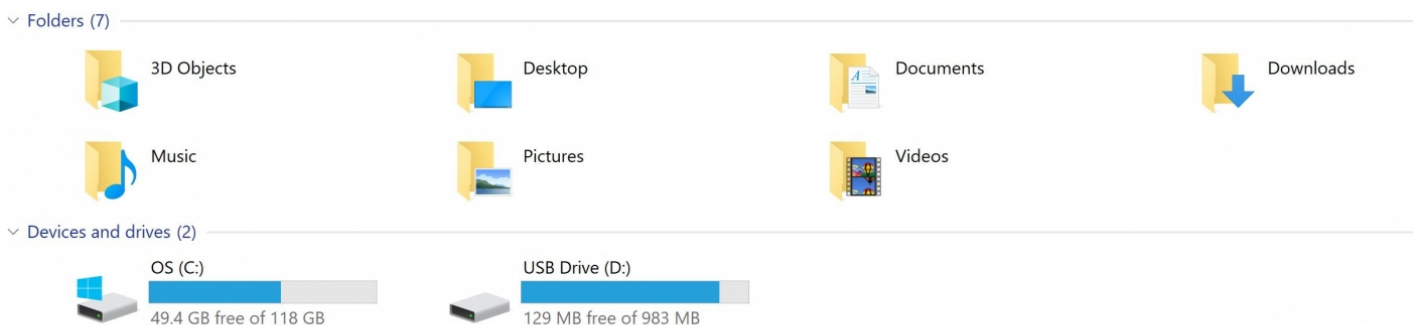 Folders (7)
3D Objects
Desktop
Documents
Downloads
Music
Pictures
Videos
Devices and drives (2)
OS (C:)
49.4 GB free of 118 GB
USB Drive (D:)
129 MB free of 983 MB